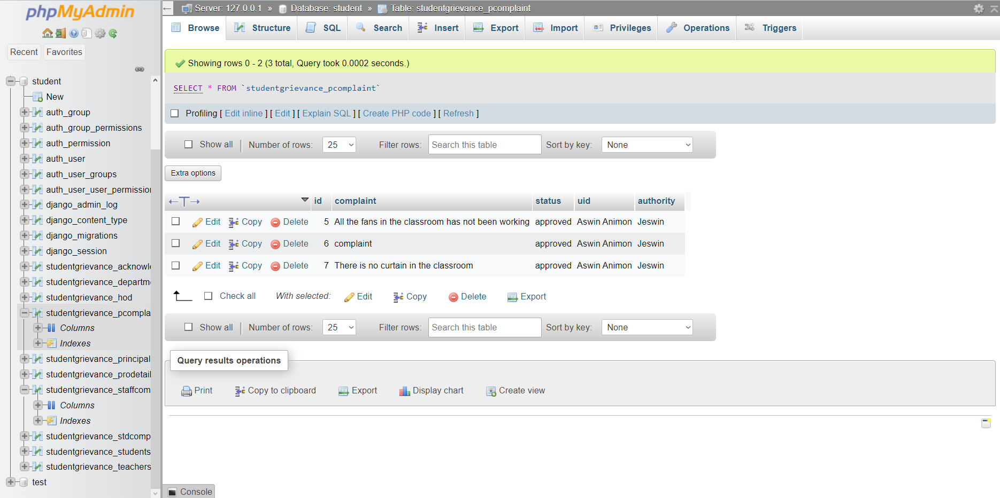 phpMyAdmin
Recent Favorites
student
New
auth_group
auth_group_permissions
auth_permission
auth_user
auth_user_groups
auth_user_user_permission
django_admin_log
django_content_type
django_migrations
django_session
studentgrievance_acknowle
studentgrievance_departme
studentgrievance_hod
studentgrievance_pcompla
Columns
Indexes
studentgrievance_principal
studentgrievance_prodetail
studentgrievance_staffcom
Columns
Indexes
studentgrievance_stdcomp
studentgrievance_students
studentgrievance_teachers
test
Server: 127.0.0.1 » Database: student » Table: studentgrievance_pcomplaint
Browse Structure SQL Search Insert Export Import Privileges Operations Triggers
Showing rows 0 - 2 (3 total, Query took 0.0002 seconds.)
SELECT * FROM `studentgrievance_pcomplaint`
Profiling [ Edit inline ] [ Edit ] [ Explain SQL ] [ Create PHP code ] [ Refresh ]
Show all Number of rows: 25 Filter rows: Search this table Sort by key: None
Extra options
id complaint status uid authority
Edit Copy Delete 5 All the fans in the classroom has not been working approved Aswin Animon Jeswin
Edit Copy Delete 6 complaint approved Aswin Animon Jeswin
Edit Copy Delete 7 There is no curtain in the classroom approved Aswin Animon Jeswin
Check all With selected: Edit Copy Delete Export
Show all Number of rows: 25 Filter rows: Search this table Sort by key: None
Query results operations
Print Copy to clipboard Export Display chart Create view
Console